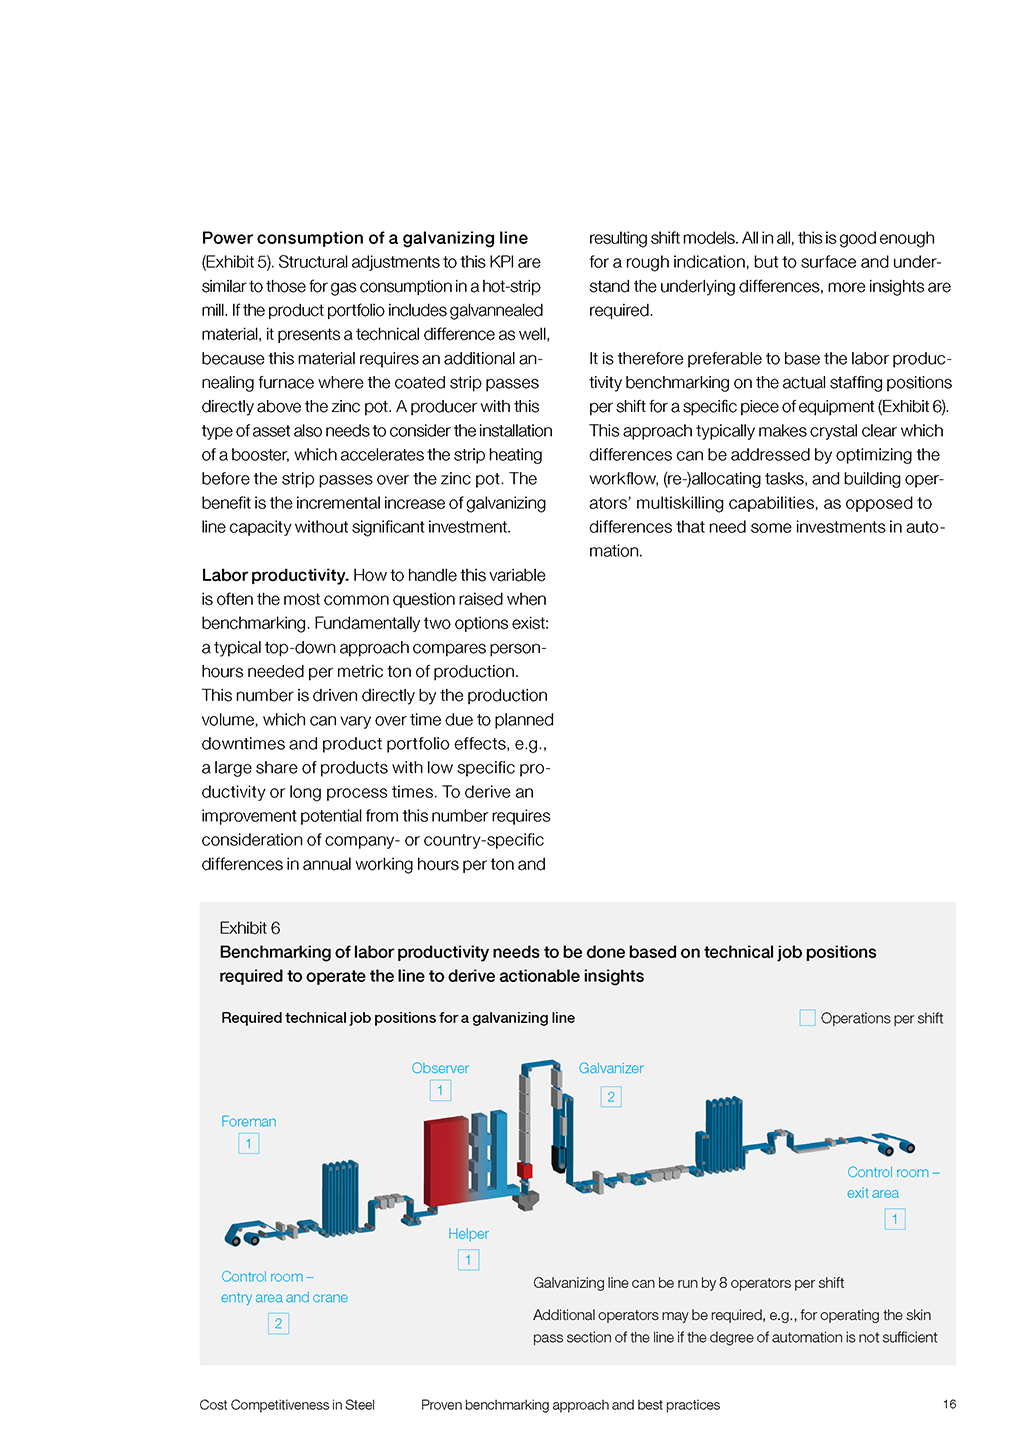 Power consumption of a galvanizing line
(Exhibit 5). Structural adjustments to this KPI are
similar to those for gas consumption in a hot-strip
mill. If the product portfolio includes galvannealed
material, it presents a technical difference as well,
because this material requires an additional an-
nealing furnace where the coated strip passes
directly above the zinc pot. A producer with this
type of asset also needs to consider the installation
of a booster, which accelerates the strip heating
before the strip passes over the zinc pot. The
benefit is the incremental increase of galvanizing
line capacity without significant investment.
Labor productivity. How to handle this variable
is often the most common question raised when
benchmarking. Fundamentally two options exist:
a typical top-down approach compares person-
hours needed per metric ton of production.
This number is driven directly by the production
volume, which can vary over time due to planned
downtimes and product portfolio effects, e.g.,
a large share of products with low specific pro-
ductivity or long process times. To derive an
improvement potential from this number requires
consideration of company- or country-specific
differences in annual working hours per ton and
resulting shift models. All in all, this is good enough
for a rough indication, but to surface and under-
stand the underlying differences, more insights are
required.
It is therefore preferable to base the labor produc-
tivity benchmarking on the actual staffing positions
per shift for a specific piece of equipment (Exhibit 6).
This approach typically makes crystal clear which
differences can be addressed by optimizing the
workflow, (re-)allocating tasks, and building oper-
ators' multiskilling capabilities, as opposed to
differences that need some investments in auto-
mation.
Exhibit 6
Benchmarking of labor productivity needs to be done based on technical job positions
required to operate the line to derive actionable insights
Required technical job positions for a galvanizing line
Operations per shift
Observer
1
Galvanizer
2
Foreman
1
Control room –
exit area
1
Helper
1
Control room –
entry area and crane
2
Galvanizing line can be run by 8 operators per shift
Additional operators may be required, e.g., for operating the skin
pass section of the line if the degree of automation is not sufficient
Cost Competitiveness in Steel
Proven benchmarking approach and best practices
16